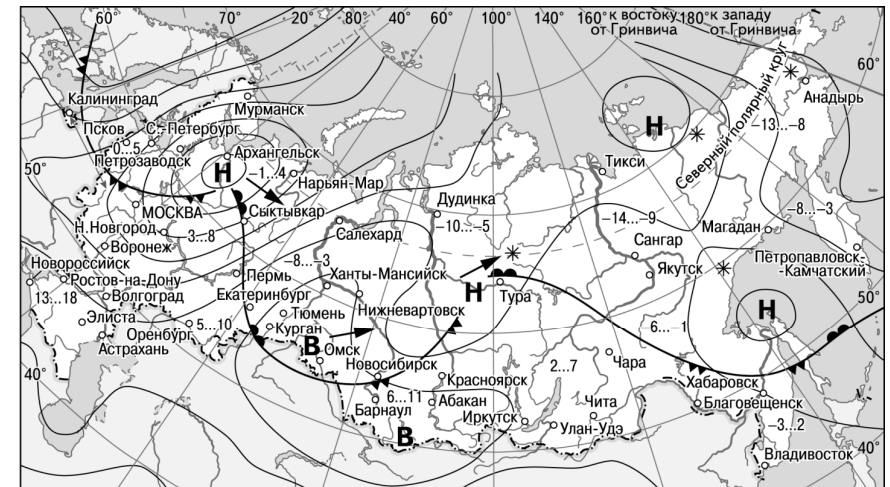 60° 70° 20° 80° 40° 60° 100° 140° 160° к востоку 180° к западу
от Гринвича от Гринвича
60°
Северный полярный круг
Калининград
Мурманск
Анадырь
Псков С.-Петербург
Н
–13...–8
0...5
Петрозаводск
Архангельск
Н
–1...4
Нарьян-Мар
Тикси
50°
Дудинка
–10...–5
МОСКВА
Сыктывкар
–14...–9
–8...–3
Магадан
Н.Новгород
3...8
Салехард
Сангар
Воронеж
–8...–3
Петропавловск-
-Камчатский
Новороссийск
Пермь
Ханты-Мансийск
Якутск
Ростов-на-Дону
13...18
Волгоград
Екатеринбург
Н
Тура
50°
Элиста
Тюмень
Нижневартовск
Н
Оренбург
5...10
Курган
6...1
Астрахань
В
Омск
40°
Новосибирск
2...7
Чара
Красноярск
Хабаровск
6...11
Барнаул
Абакан
Чита
Благовещенск
Иркутск
Улан-Удэ
–3...2
В
Владивосток
40°